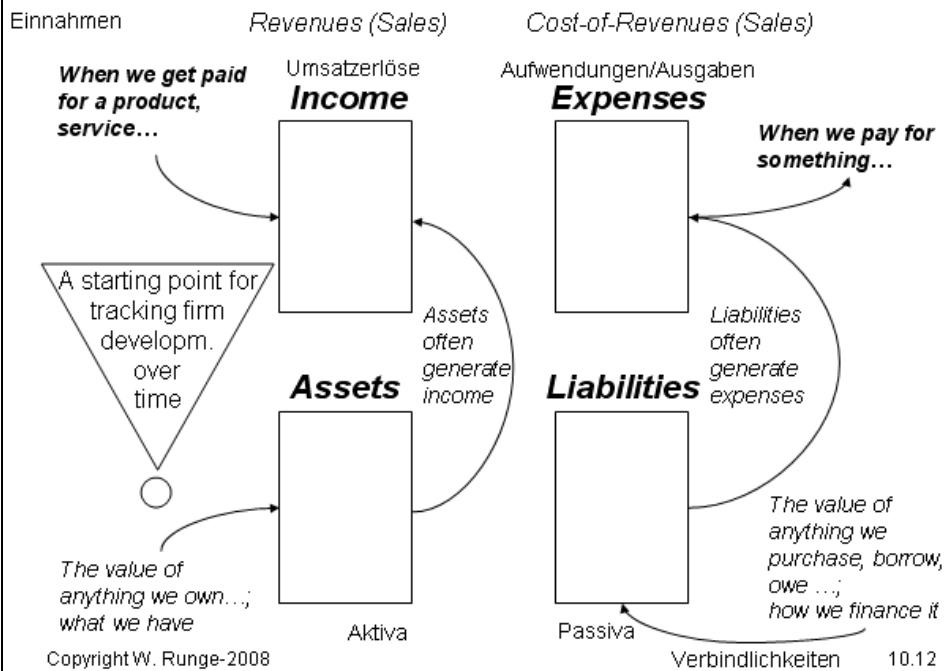 Einnahmen
Revenues (Sales)
Cost-of-Revenues (Sales)
When we get paid
for a product,
service...
Umsatzerlöse
Income
Aufwendungen/Ausgaben
Expenses
When we pay for
something...
A starting point for
tracking firm
developm.
over
time
Assets
often
generate
income
Liabilities
often
generate
expenses
Assets
Liabilities
The value of
anything we own...;
what we have
The value of
anything we
purchase, borrow,
owe ...;
how we finance it
Aktiva
Passiva
Copyright W. Runge-2008
Verbindlichkeiten
10.12